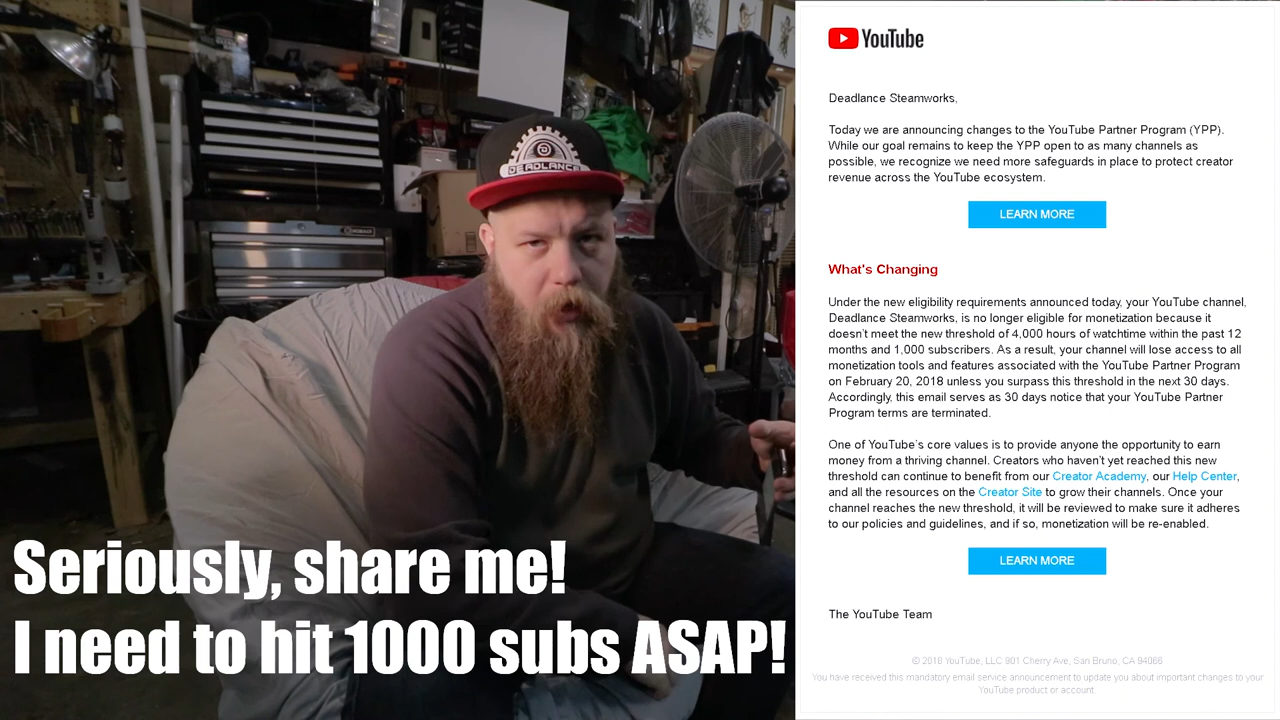 DEADLANCE
KOBALT
Seriously, share me!
I need to hit 1000 subs ASAP!
YouTube
Deadlance Steamworks,
Today we are announcing changes to the YouTube Partner Program (YPP).
While our goal remains to keep the YPP open to as many channels as
possible, we recognize we need more safeguards in place to protect creator
revenue across the YouTube ecosystem.
LEARN MORE
What's Changing
Under the new eligibility requirements announced today, your YouTube channel,
Deadlance Steamworks, is no longer eligible for monetization because it
doesn't meet the new threshold of 4,000 hours of watchtime within the past 12
months and 1,000 subscribers. As a result, your channel will lose access to all
monetization tools and features associated with the YouTube Partner Program
on February 20, 2018 unless you surpass this threshold in the next 30 days.
Accordingly, this email serves as 30 days notice that your YouTube Partner
Program terms are terminated.
One of YouTube's core values is to provide anyone the opportunity to earn
money from a thriving channel. Creators who haven't yet reached this new
threshold can continue to benefit from our Creator Academy, our Help Center,
and all the resources on the Creator Site to grow their channels. Once your
channel reaches the new threshold, it will be reviewed to make sure it adheres
to our policies and guidelines, and if so, monetization will be re-enabled.
LEARN MORE
The YouTube Team
© 2018 YouTube, LLC 901 Cherry Ave, San Bruno, CA 94066
You have received this mandatory email service announcement to update you about important changes to your
YouTube product or account